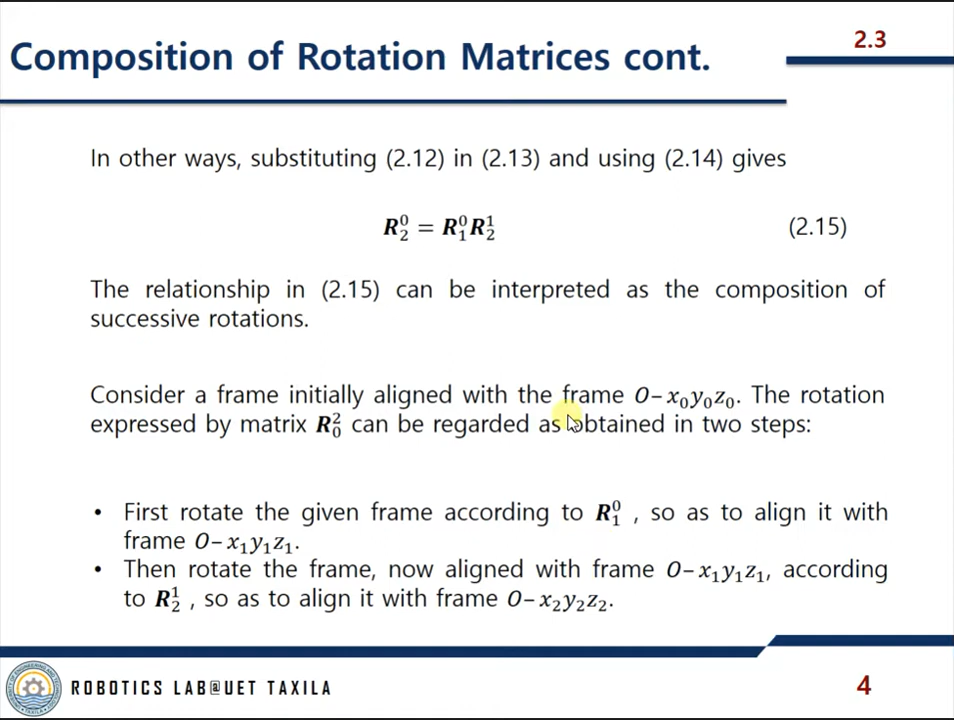 2.3
Composition of Rotation Matrices cont.
In other ways, substituting (2.12) in (2.13) and using (2.14) gives
𝑹₂⁰ = 𝑹₁⁰𝑹₂¹ (2.15)
The relationship in (2.15) can be interpreted as the composition of
successive rotations.
Consider a frame initially aligned with the frame O–x₀y₀z₀. The rotation
expressed by matrix 𝑹₀² can be regarded as obtained in two steps:
• First rotate the given frame according to 𝑹₁⁰ , so as to align it with
frame O–x₁y₁z₁.
• Then rotate the frame, now aligned with frame O–x₁y₁z₁, according
to 𝑹₂¹ , so as to align it with frame O–x₂y₂z₂.
ROBOTICS LAB@UET TAXILA
4